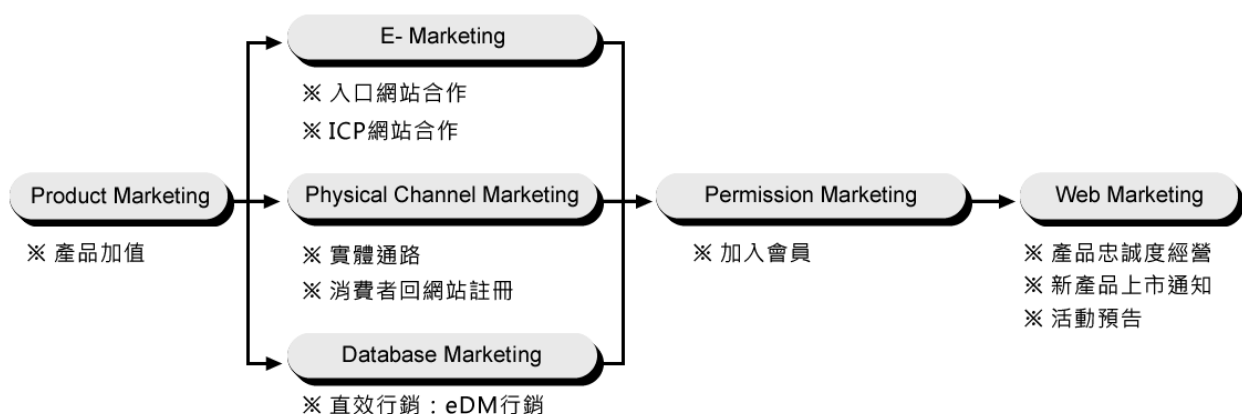 E- Marketing
※ 入口網站合作
※ ICP網站合作
Product Marketing
※ 產品加值
Physical Channel Marketing
※ 實體通路
※ 消費者回網站註冊
Database Marketing
※ 直效行銷：eDM行銷
Permission Marketing
※ 加入會員
Web Marketing
※ 產品忠誠度經營
※ 新產品上市通知
※ 活動預告